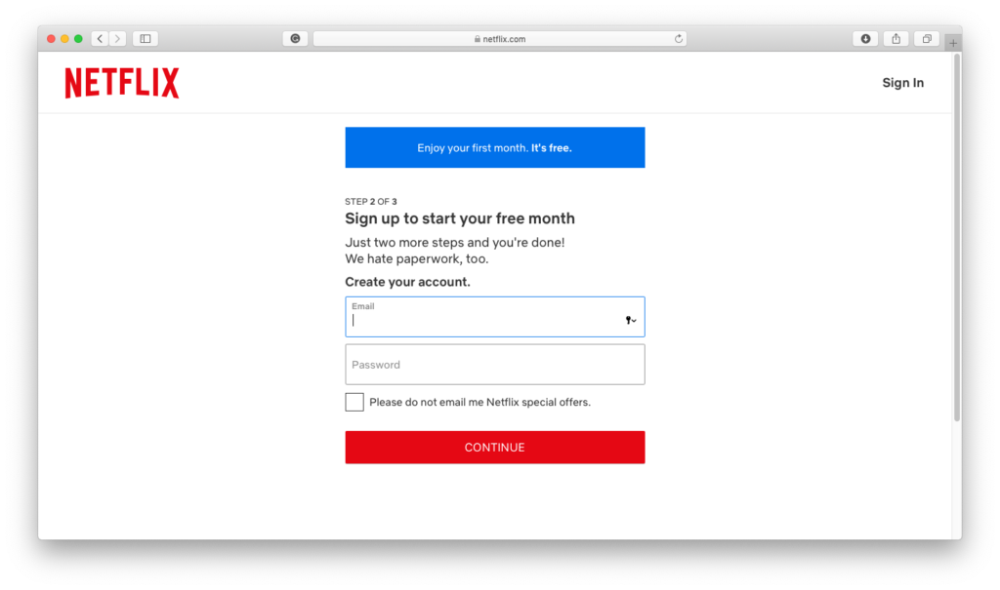 netflix.com
NETFLIX
Sign In
Enjoy your first month. It's free.
STEP 2 OF 3
Sign up to start your free month
Just two more steps and you're done!
We hate paperwork, too.
Create your account.
Email
Password
Please do not email me Netflix special offers.
CONTINUE